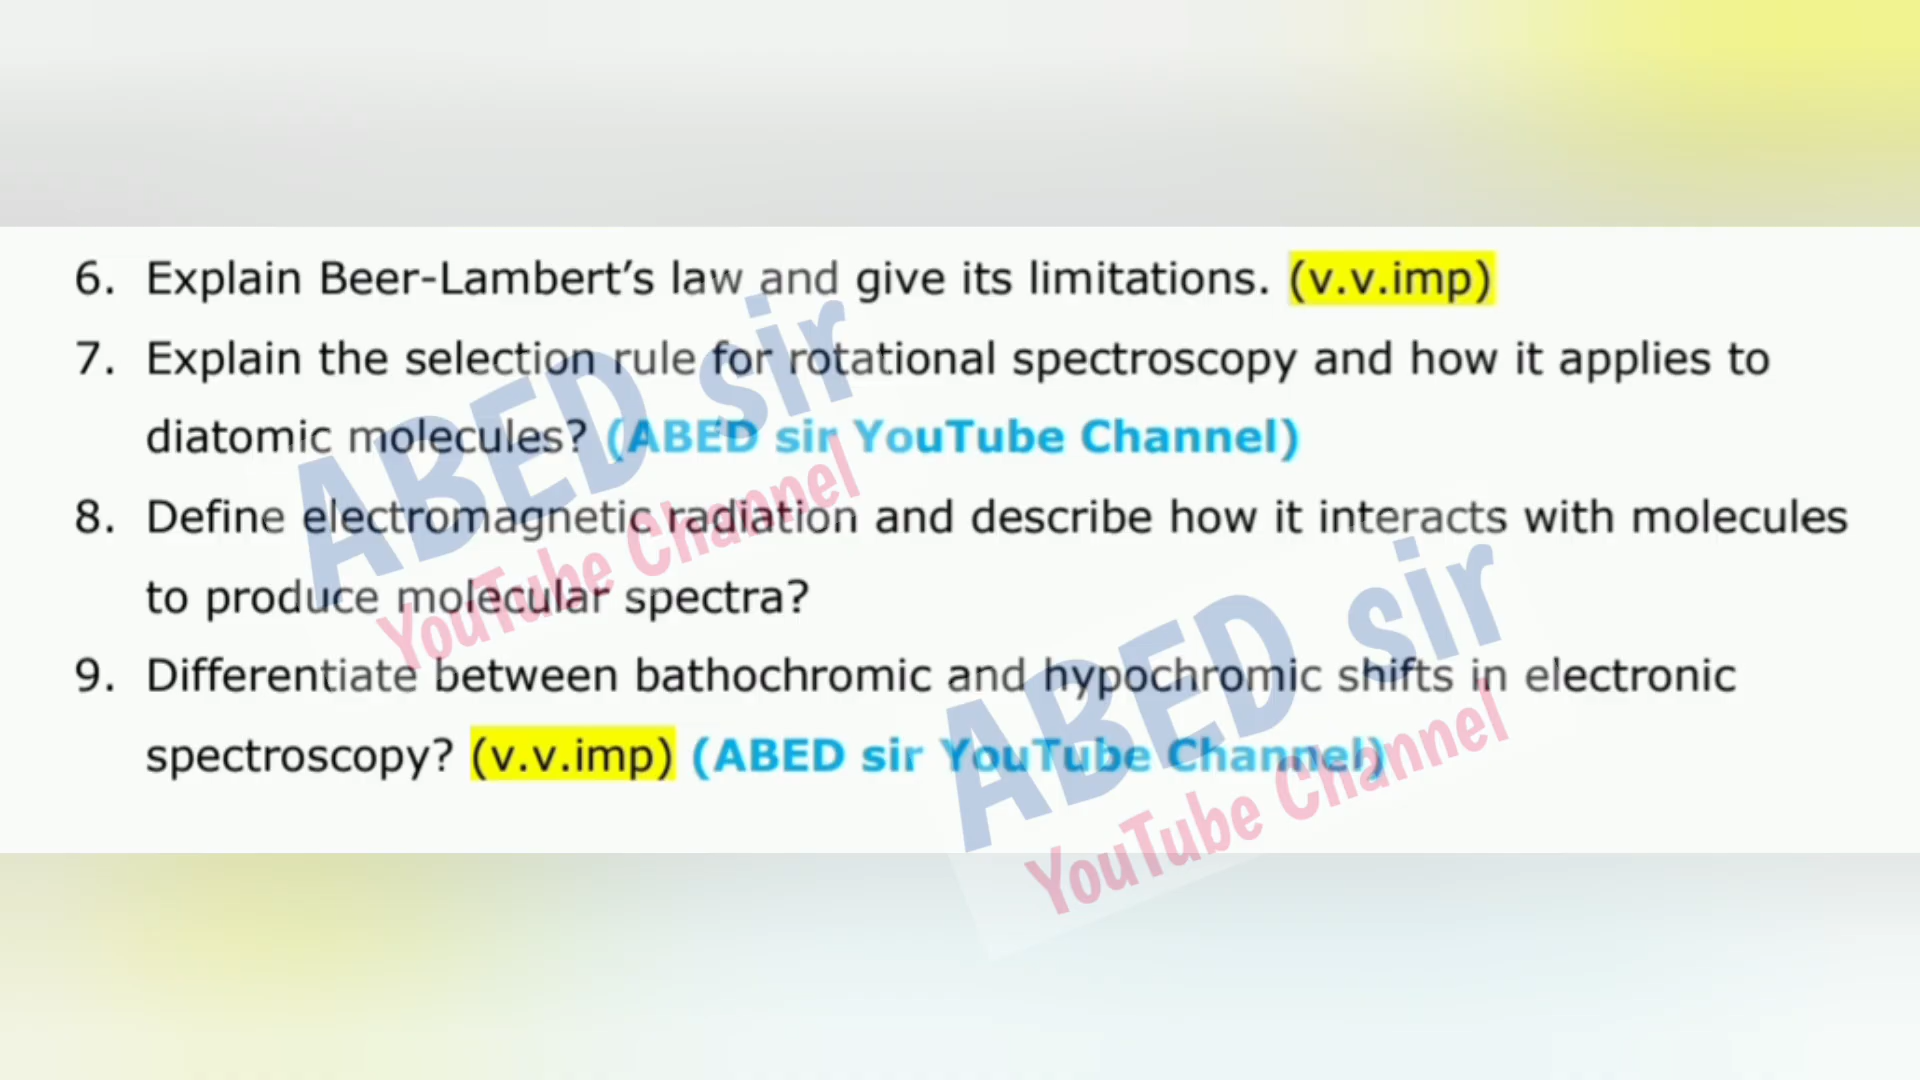 6. Explain Beer-Lambert’s law and give its limitations. (v.v.imp)
7. Explain the selection rule for rotational spectroscopy and how it applies to
diatomic molecules? (ABED sir YouTube Channel)
8. Define electromagnetic radiation and describe how it interacts with molecules
to produce molecular spectra?
9. Differentiate between bathochromic and hypochromic shifts in electronic
spectroscopy? (v.v.imp) (ABED sir YouTube Channel)
ABED sir
YouTube Channel
ABED sir
YouTube Channel